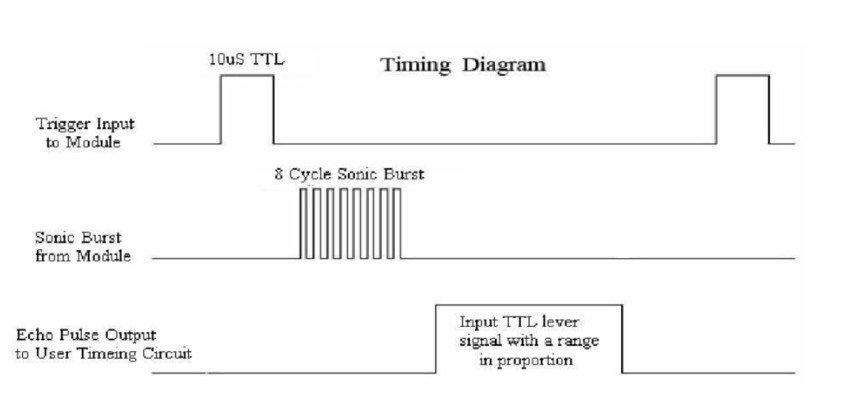 10uS TTL
Timing Diagram
Trigger Input
to Module
8 Cycle Sonic Burst
Sonic Burst
from Module
Echo Pulse Output
to User Timeing Circuit
Input TTL lever
signal with a range
in proportion